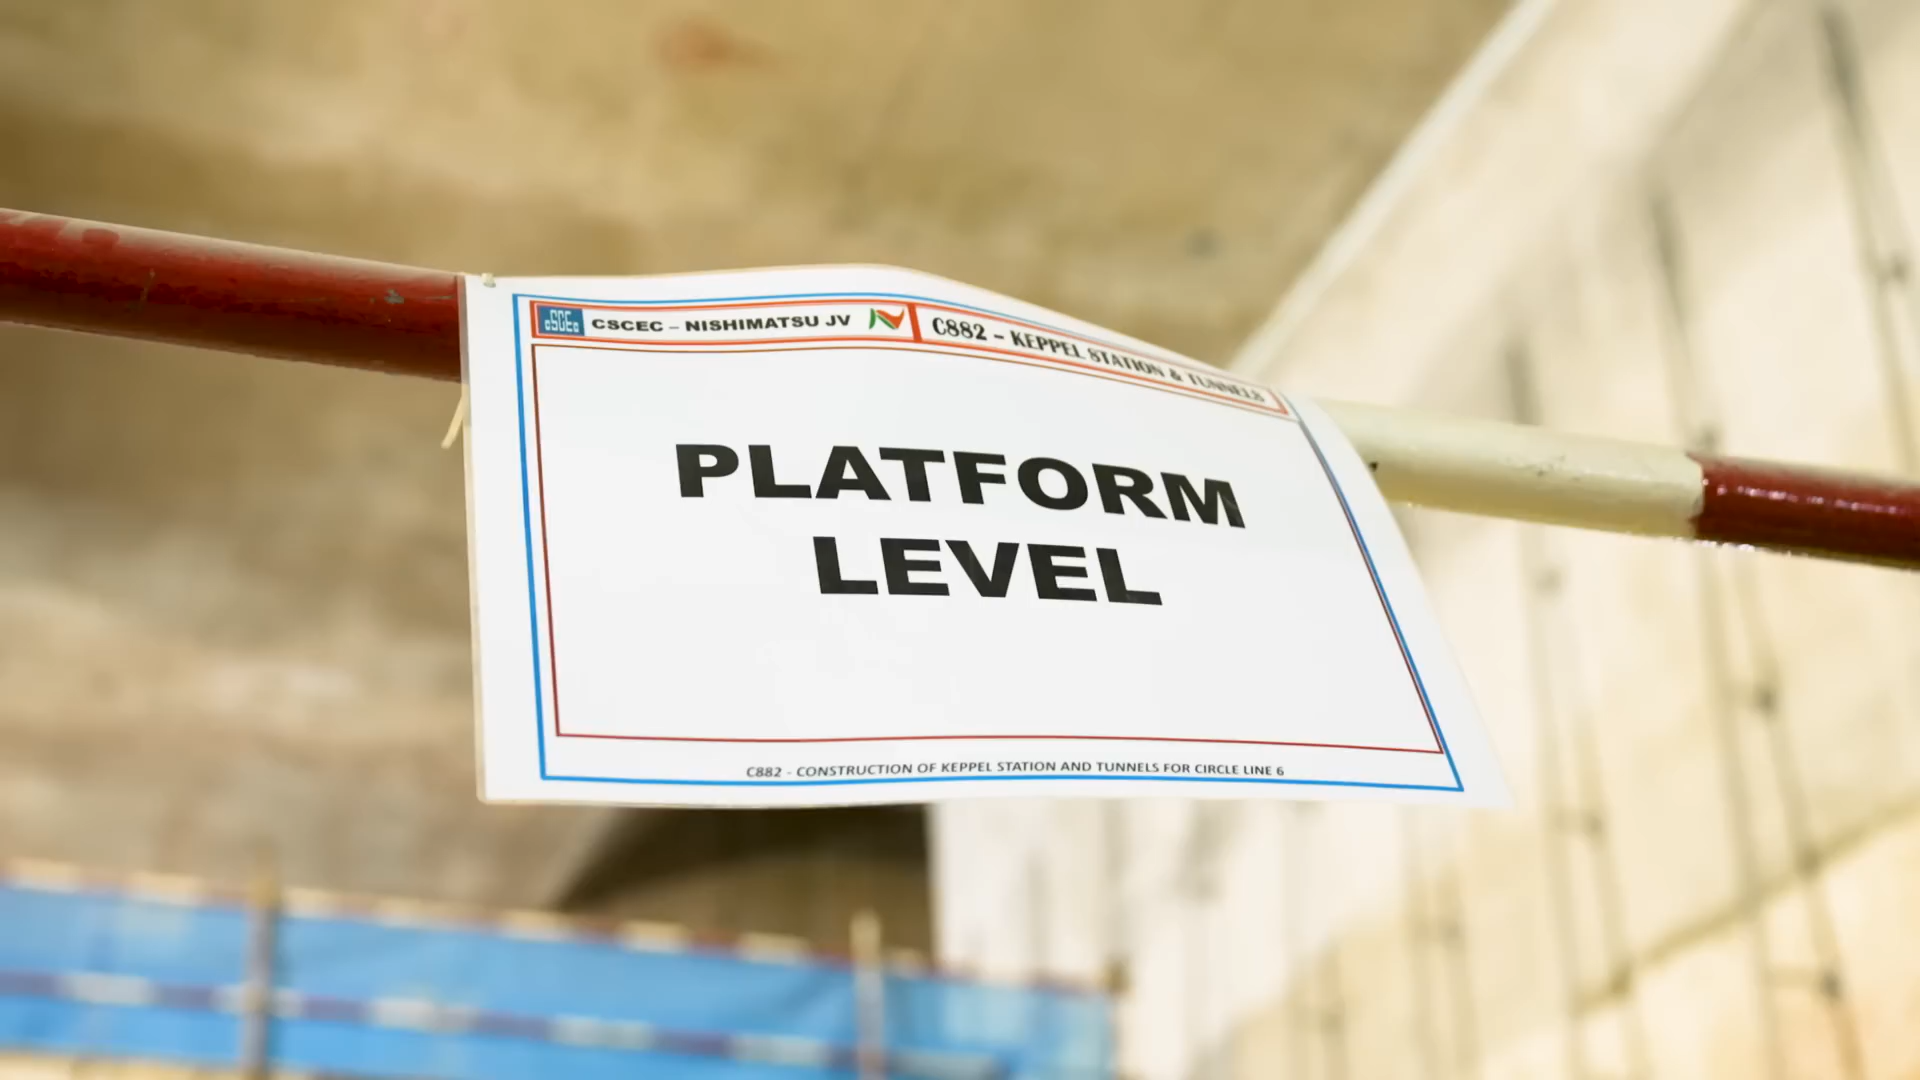 cSCEc CSCEC – NISHIMATSU JV C882 – KEPPEL STATION & TUNNELS
PLATFORM
LEVEL
C882 - CONSTRUCTION OF KEPPEL STATION AND TUNNELS FOR CIRCLE LINE 6